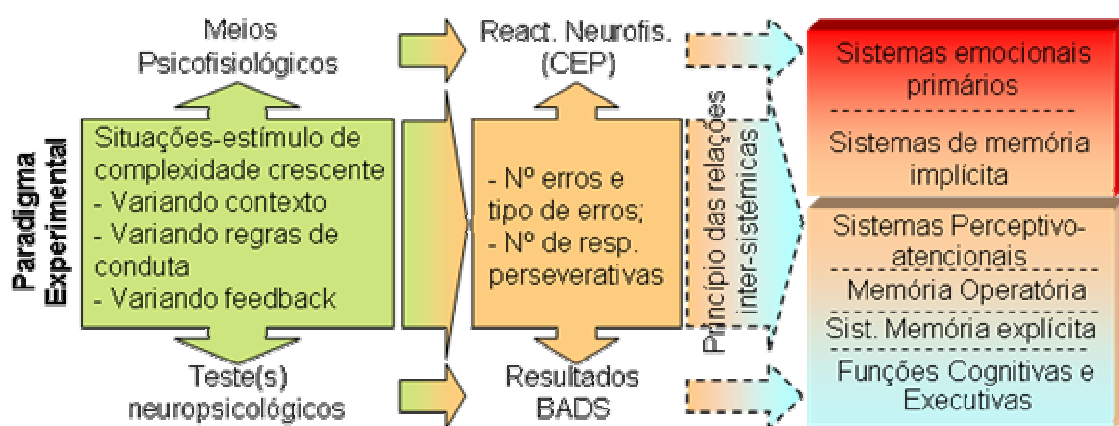 Meios
Psicofisiológicos
React. Neurofis.
(CEP)
Sistemas emocionais
primários
Sistemas de memória
implícita
Paradigma
Experimental
Situações-estímulo de
complexidade crescente
- Variando contexto
- Variando regras de
conduta
- Variando feedback
- Nº erros e
tipo de erros;
- Nº de resp.
perseverativas
Princípio das relações
inter-sistémicas
Sistemas Perceptivo-
atencionais
Memória Operatória
Sist. Memória explícita
Funções Cognitivas e
Executivas
Teste(s)
neuropsicológicos
Resultados
BADS